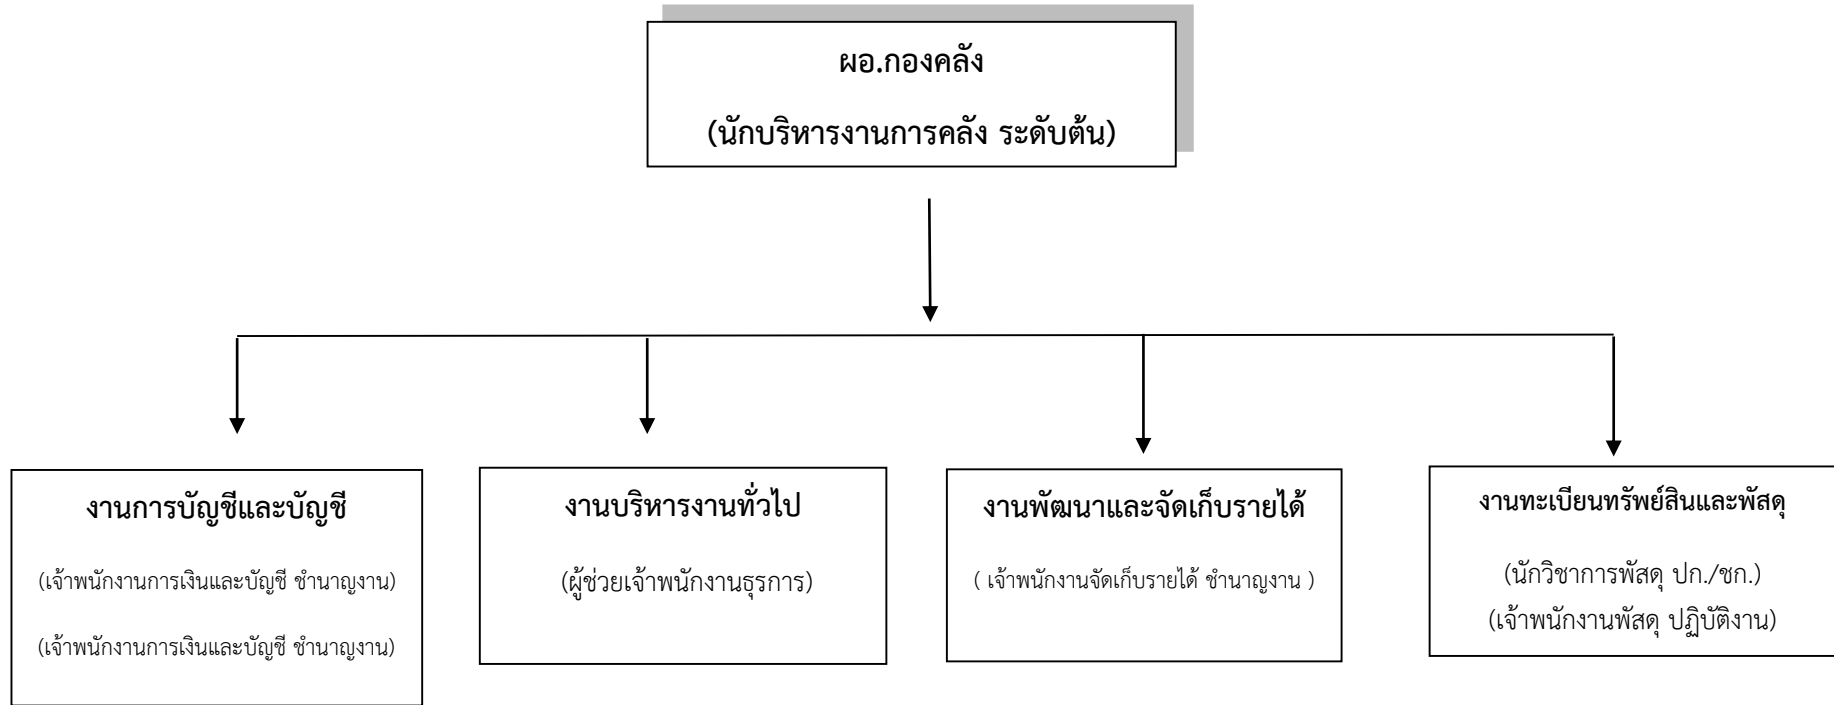 ผอ.กองคลัง
(นักบริหารงานการคลัง ระดับต้น)
งานการบัญชีและบัญชี
(เจ้าพนักงานการเงินและบัญชี ชำนาญงาน)
(เจ้าพนักงานการเงินและบัญชี ชำนาญงาน)
งานบริหารงานทั่วไป
(ผู้ช่วยเจ้าพนักงานธุรการ)
งานพัฒนาและจัดเก็บรายได้
( เจ้าพนักงานจัดเก็บรายได้ ชำนาญงาน )
งานทะเบียนทรัพย์สินและพัสดุ
(นักวิชาการพัสดุ ปก./ชก.)
(เจ้าพนักงานพัสดุ ปฏิบัติงาน)